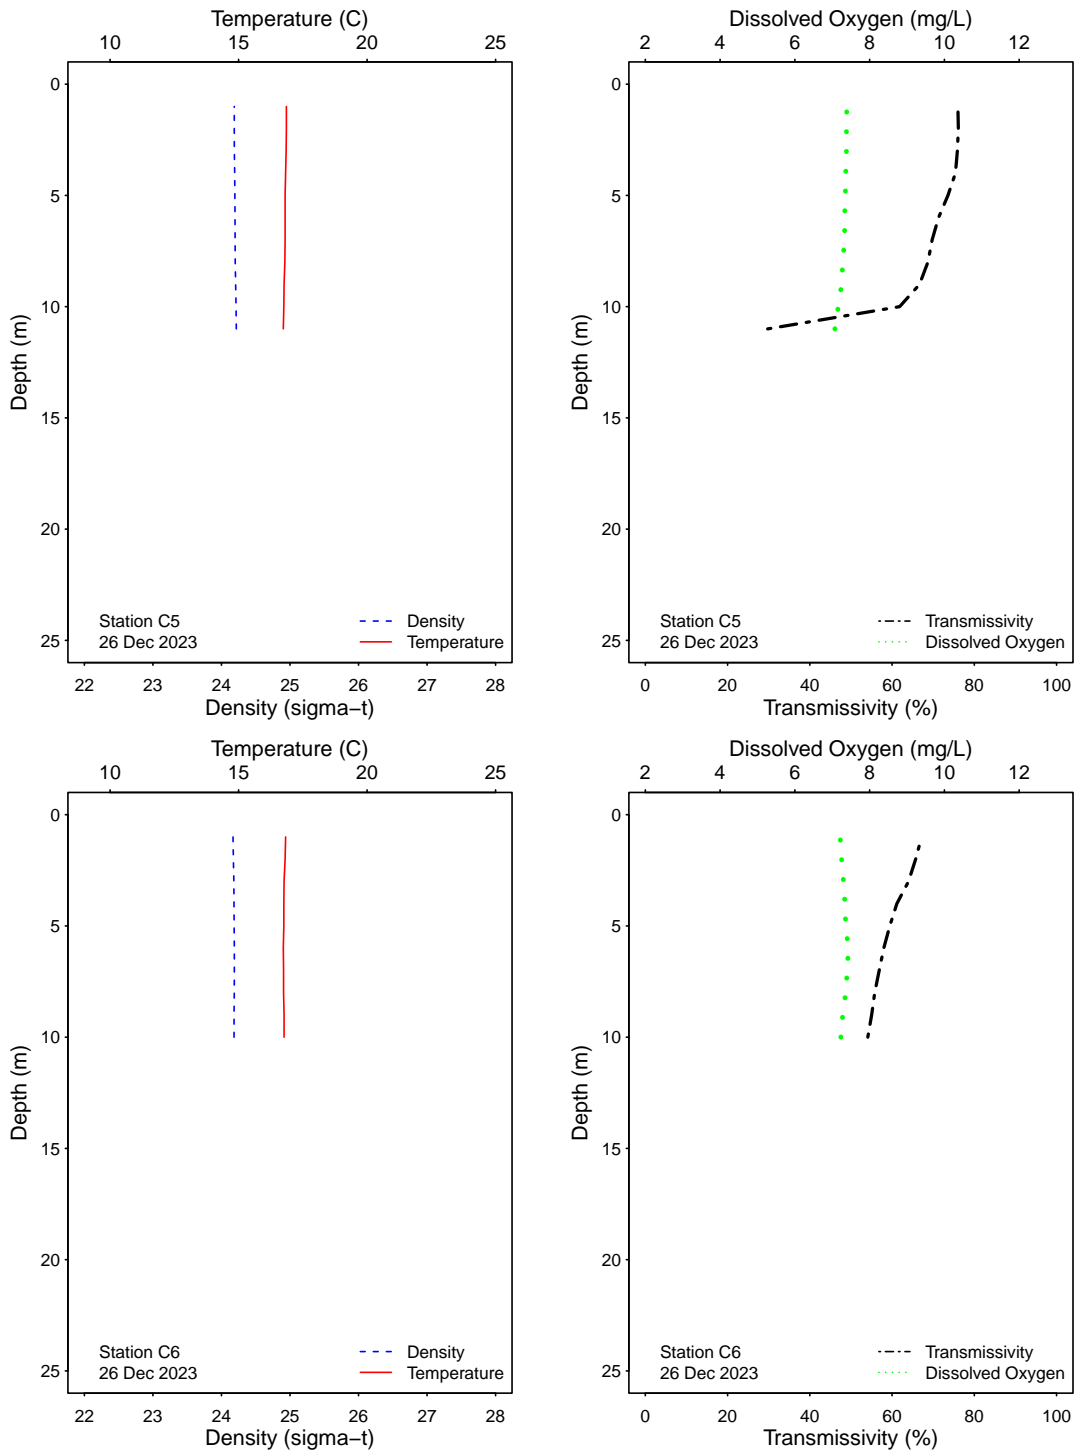 Temperature (C)
10 15 20 25
0
5
10
15
20
25
Depth (m)
Station C5
26 Dec 2023
Density
Temperature
22 23 24 25 26 27 28
Density (sigma−t)
Dissolved Oxygen (mg/L)
2 4 6 8 10 12
0
5
10
15
20
25
Depth (m)
Station C5
26 Dec 2023
Transmissivity
Dissolved Oxygen
0 20 40 60 80 100
Transmissivity (%)
Temperature (C)
10 15 20 25
0
5
10
15
20
25
Depth (m)
Station C6
26 Dec 2023
Density
Temperature
22 23 24 25 26 27 28
Density (sigma−t)
Dissolved Oxygen (mg/L)
2 4 6 8 10 12
0
5
10
15
20
25
Depth (m)
Station C6
26 Dec 2023
Transmissivity
Dissolved Oxygen
0 20 40 60 80 100
Transmissivity (%)